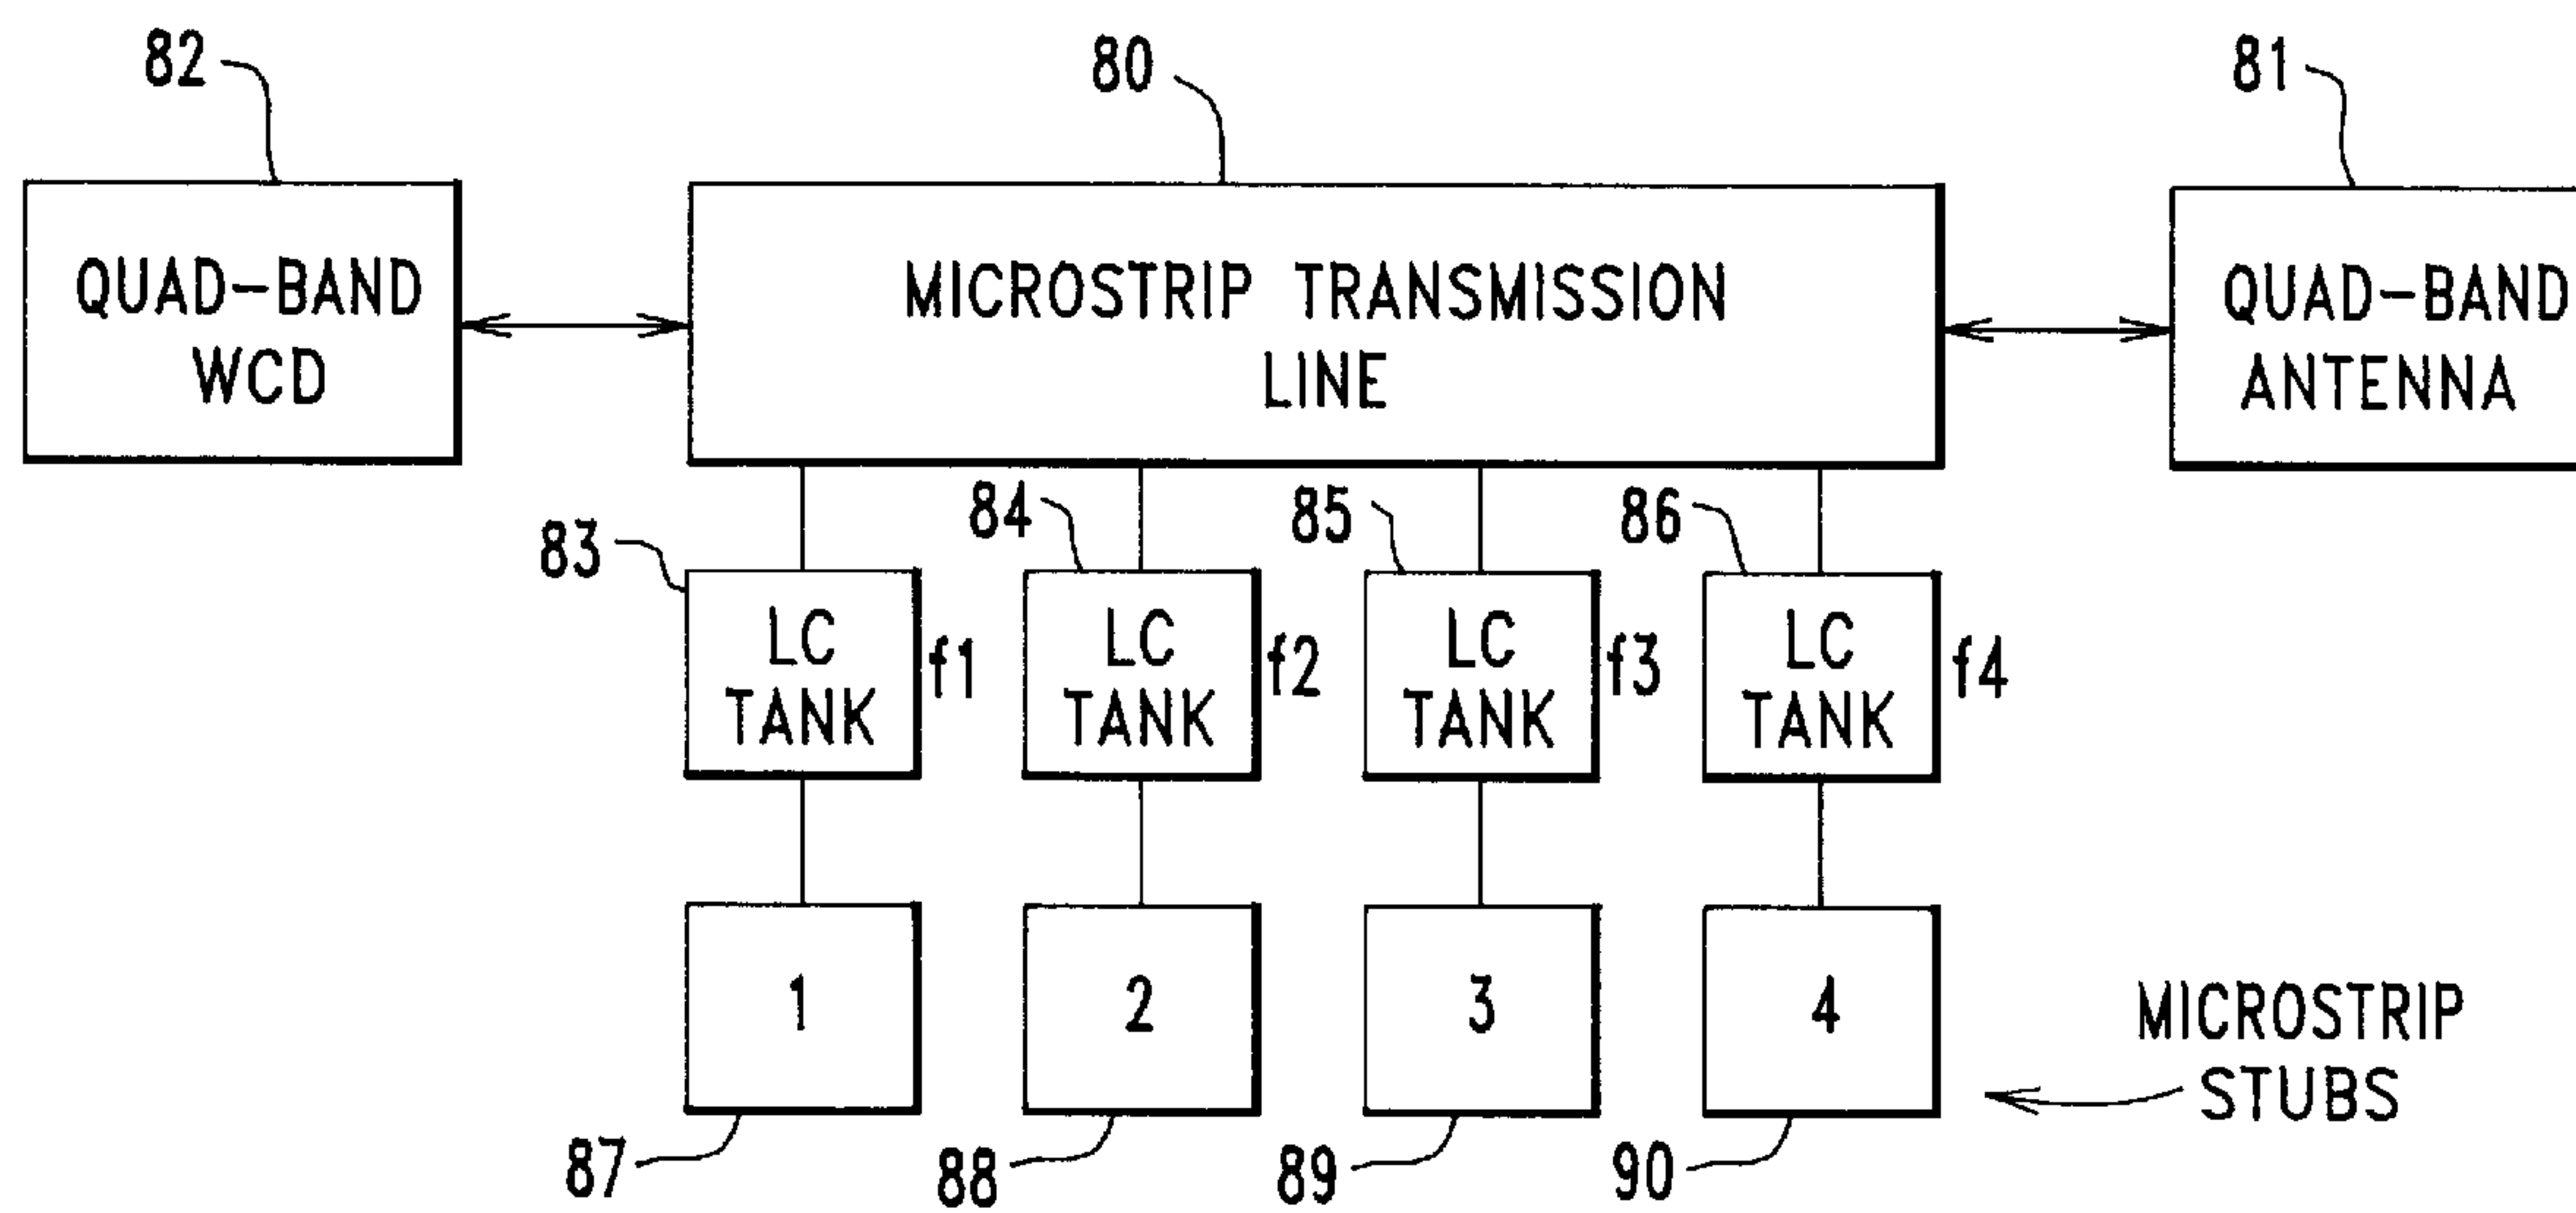 82
80
81
QUAD-BAND
WCD
MICROSTRIP TRANSMISSION
LINE
QUAD-BAND
ANTENNA
83
84
85
86
LC
TANK
f1
LC
TANK
f2
LC
TANK
f3
LC
TANK
f4
1
2
3
4
MICROSTRIP
STUBS
87
88
89
90